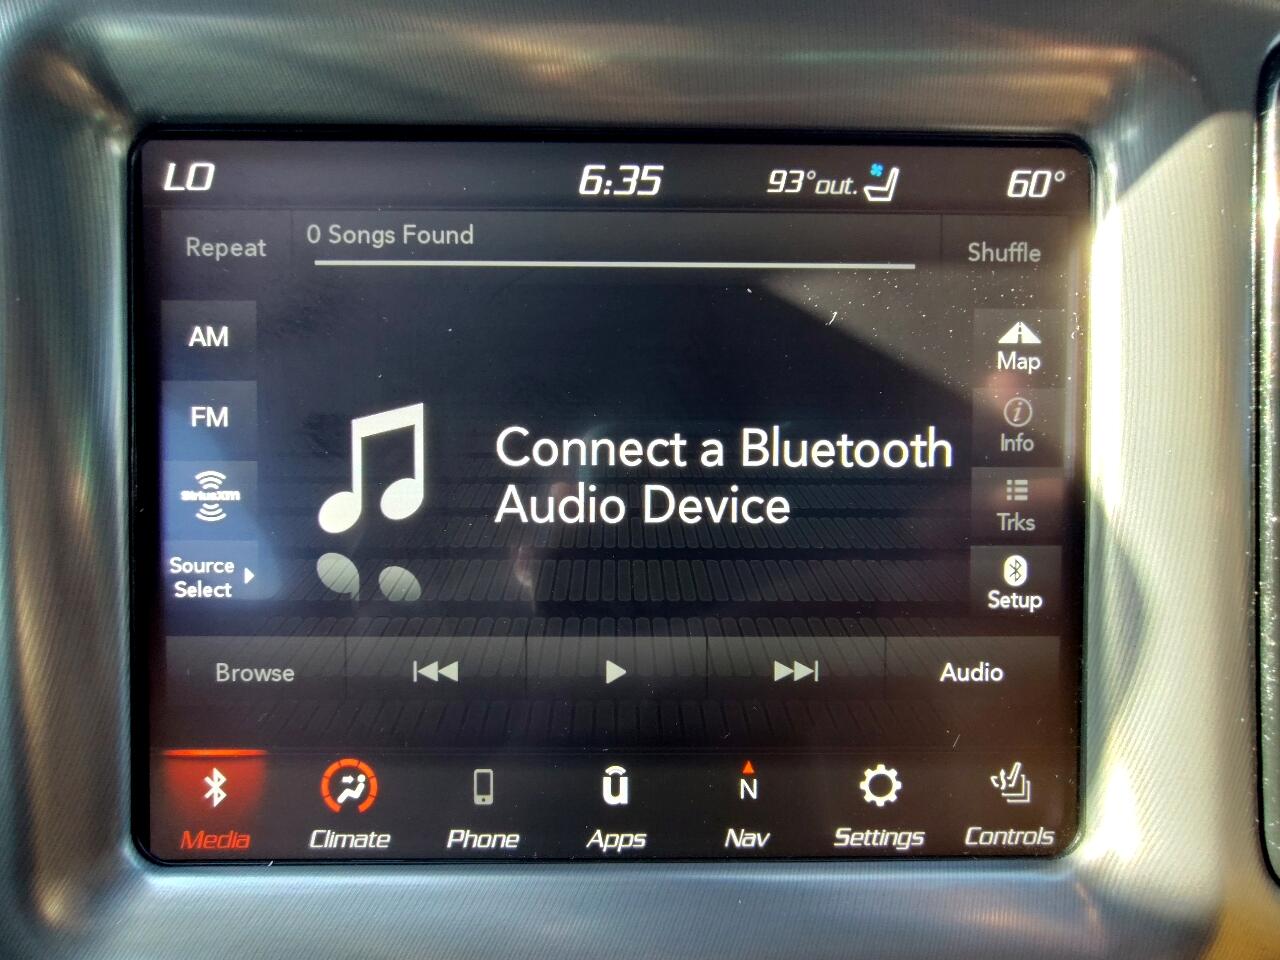 LO 6:35 93°out. 60°
Repeat 0 Songs Found Shuffle
AM
Map
FM
Info
SiriusXM
Trks
Connect a Bluetooth
Audio Device
Source
Select
Setup
Browse Audio
Media Climate Phone Apps N Nav Settings Controls